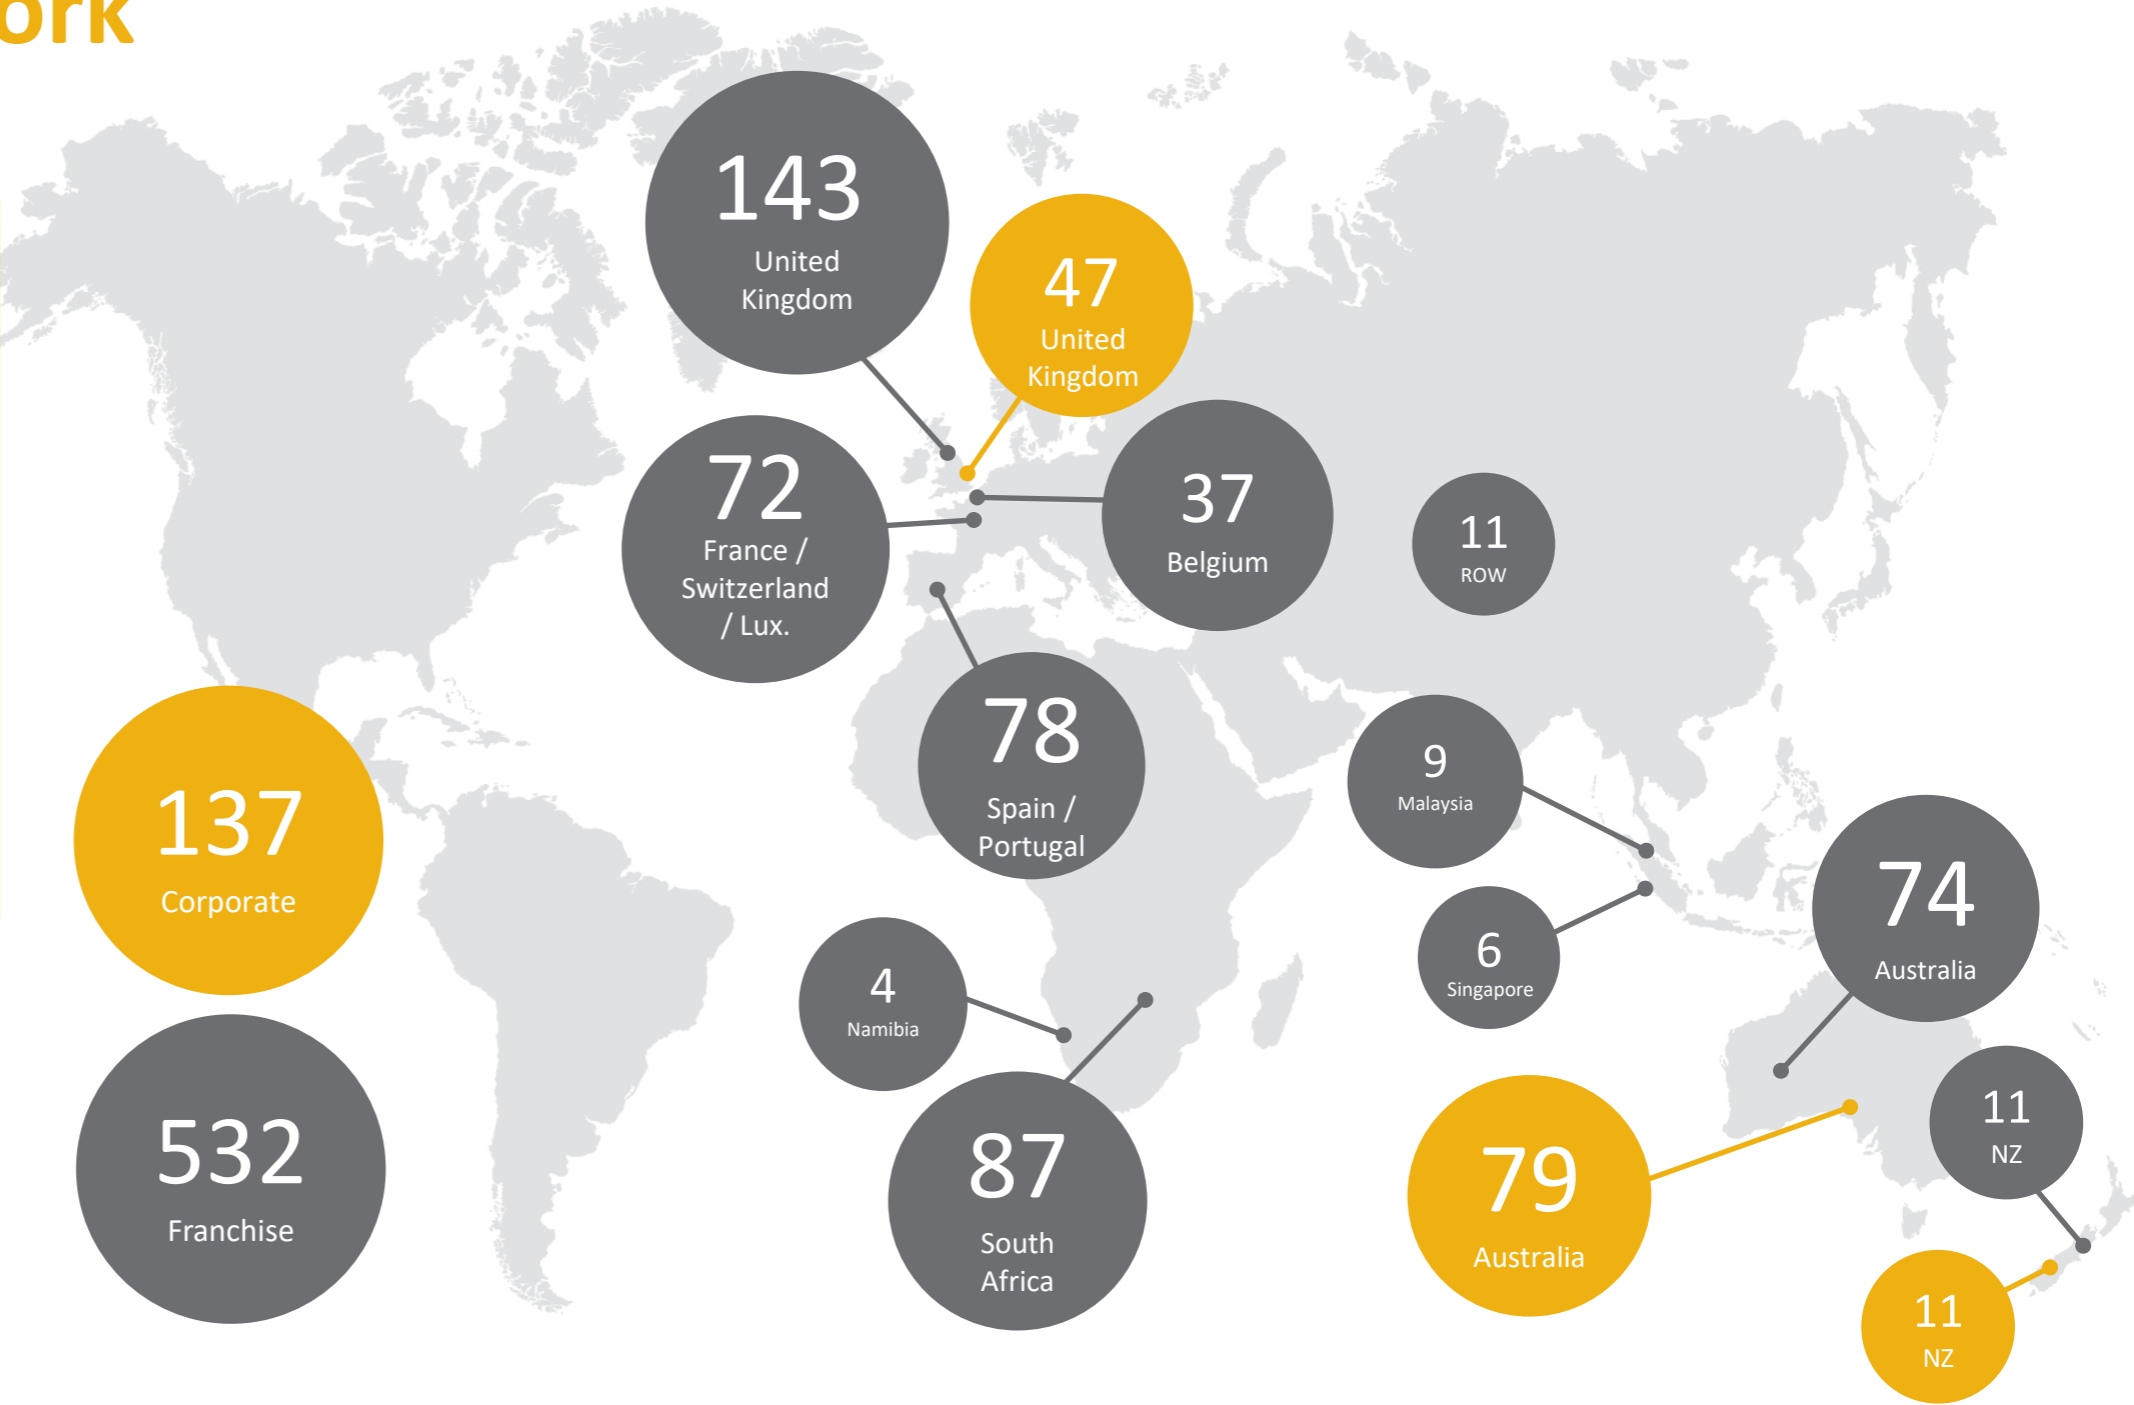 ork
143
United
Kingdom
47
United
Kingdom
72
France /
Switzerland
/ Lux.
37
Belgium
11
ROW
137
Corporate
78
Spain /
Portugal
9
Malaysia
74
Australia
532
Franchise
4
Namibia
6
Singapore
87
South
Africa
79
Australia
11
NZ
11
NZ